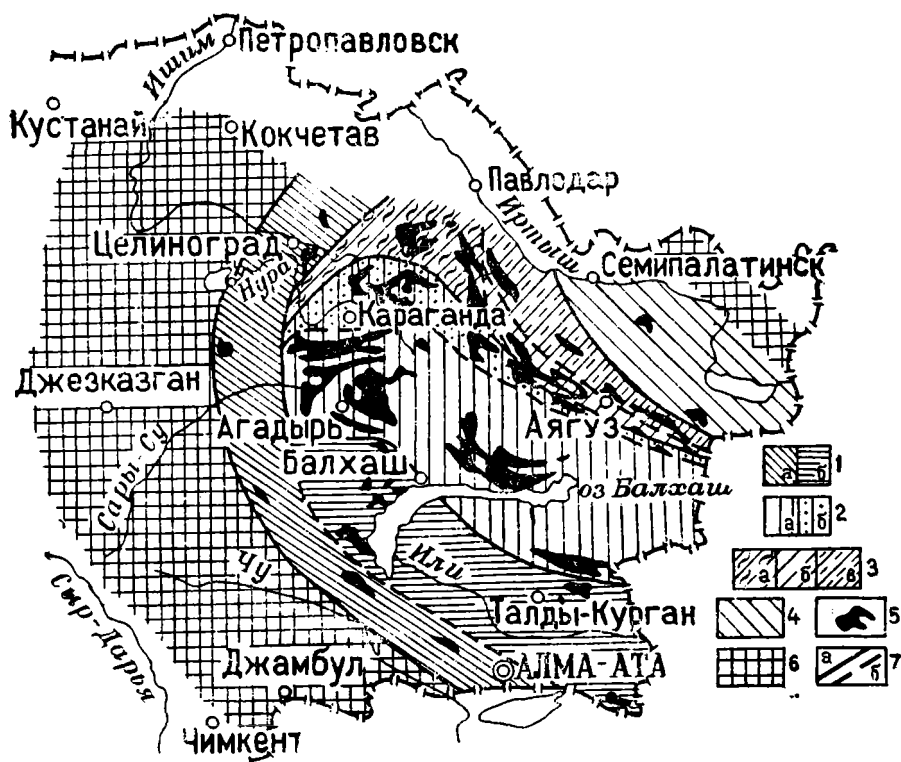 Петропавловск
Ишим
Кустанай
Кокчетав
Павлодар
Иртыш
Целиноград
Нура
Семипалатинск
Караганда
Джезказган
Агадырь
Аягуз
Балхаш
оз Балхаш
Сары-Су
Или
Чу
Сыр-Дарья
Талды-Курган
Джамбул
АЛМА-АТА
Чимкент
а б 1
а б 2
а б в 3
4 5
6 а б 7